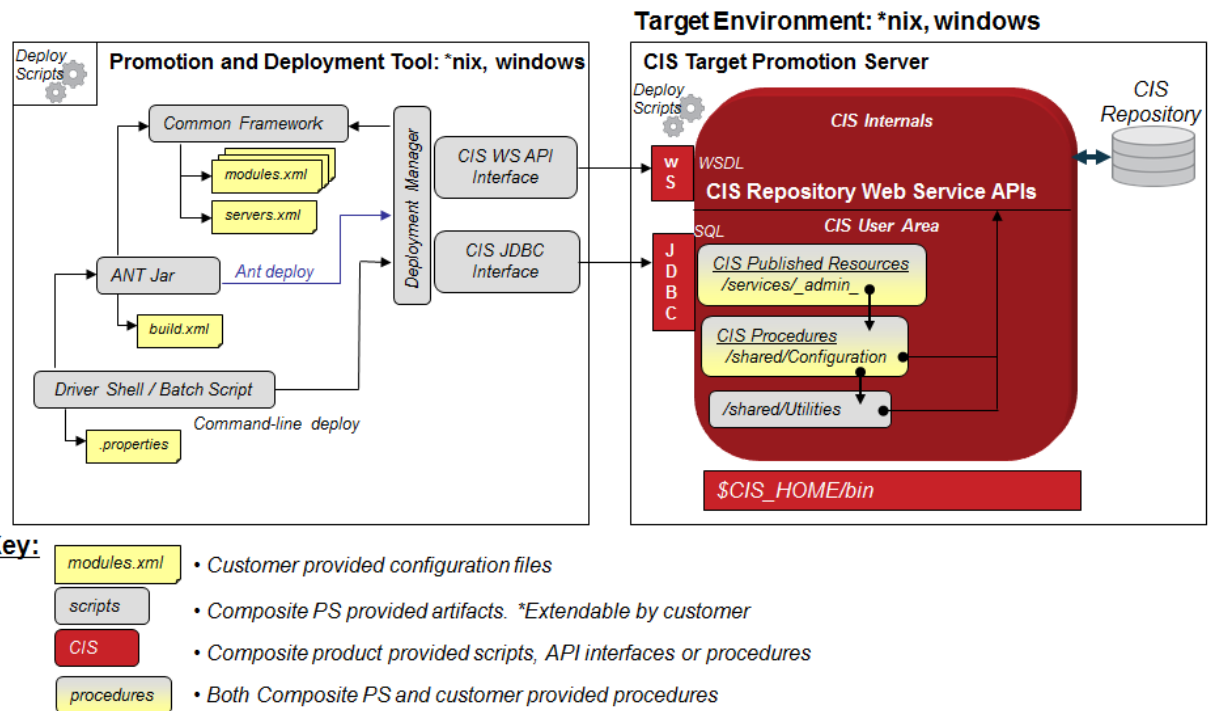 Target Environment: *nix, windows
Deploy
Scripts
Promotion and Deployment Tool: *nix, windows
Common Framework
modules.xml
servers.xml
ANT Jar
Ant deploy
build.xml
Driver Shell / Batch Script
Command-line deploy
.properties
Deployment Manager
CIS WS API
Interface
CIS JDBC
Interface
CIS Target Promotion Server
Deploy
Scripts
CIS
Repository
CIS Internals
W
S
WSDL
CIS Repository Web Service APIs
CIS User Area
SQL
J
D
B
C
CIS Published Resources
/services/_admin_
CIS Procedures
/shared/Configuration
/shared/Utilities
$CIS_HOME/bin
Key:
modules.xml
• Customer provided configuration files
scripts
• Composite PS provided artifacts. *Extendable by customer
CIS
• Composite product provided scripts, API interfaces or procedures
procedures
• Both Composite PS and customer provided procedures